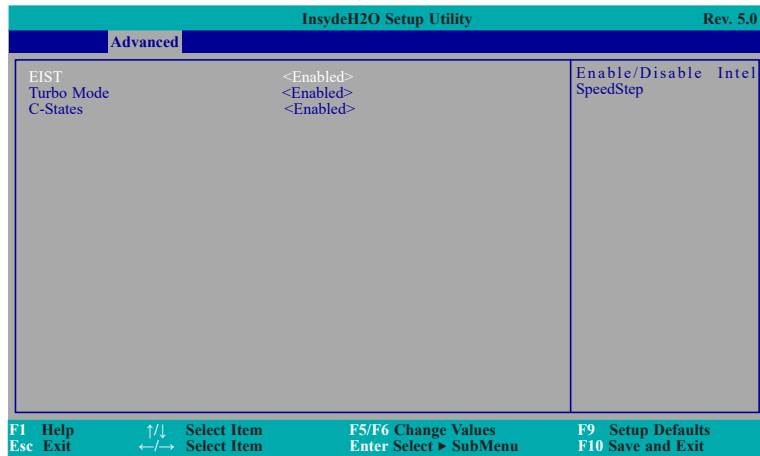 InsydeH2O Setup Utility Rev. 5.0
Advanced
EIST <Enabled>
Turbo Mode <Enabled>
C-States <Enabled>
Enable/Disable Intel
SpeedStep
F1 Help ↑/↓ Select Item F5/F6 Change Values F9 Setup Defaults
Esc Exit ←/→ Select Item Enter Select ► SubMenu F10 Save and Exit